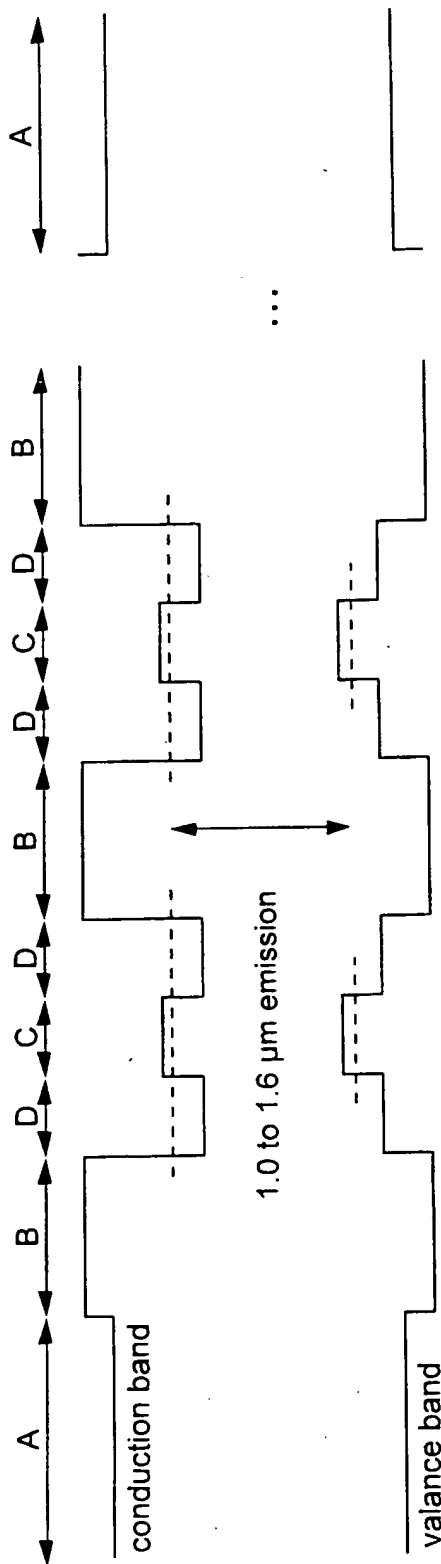 A
B
D
C
D
B
D
C
D
B
A
conduction band
1.0 to 1.6 µm emission
...
valance band